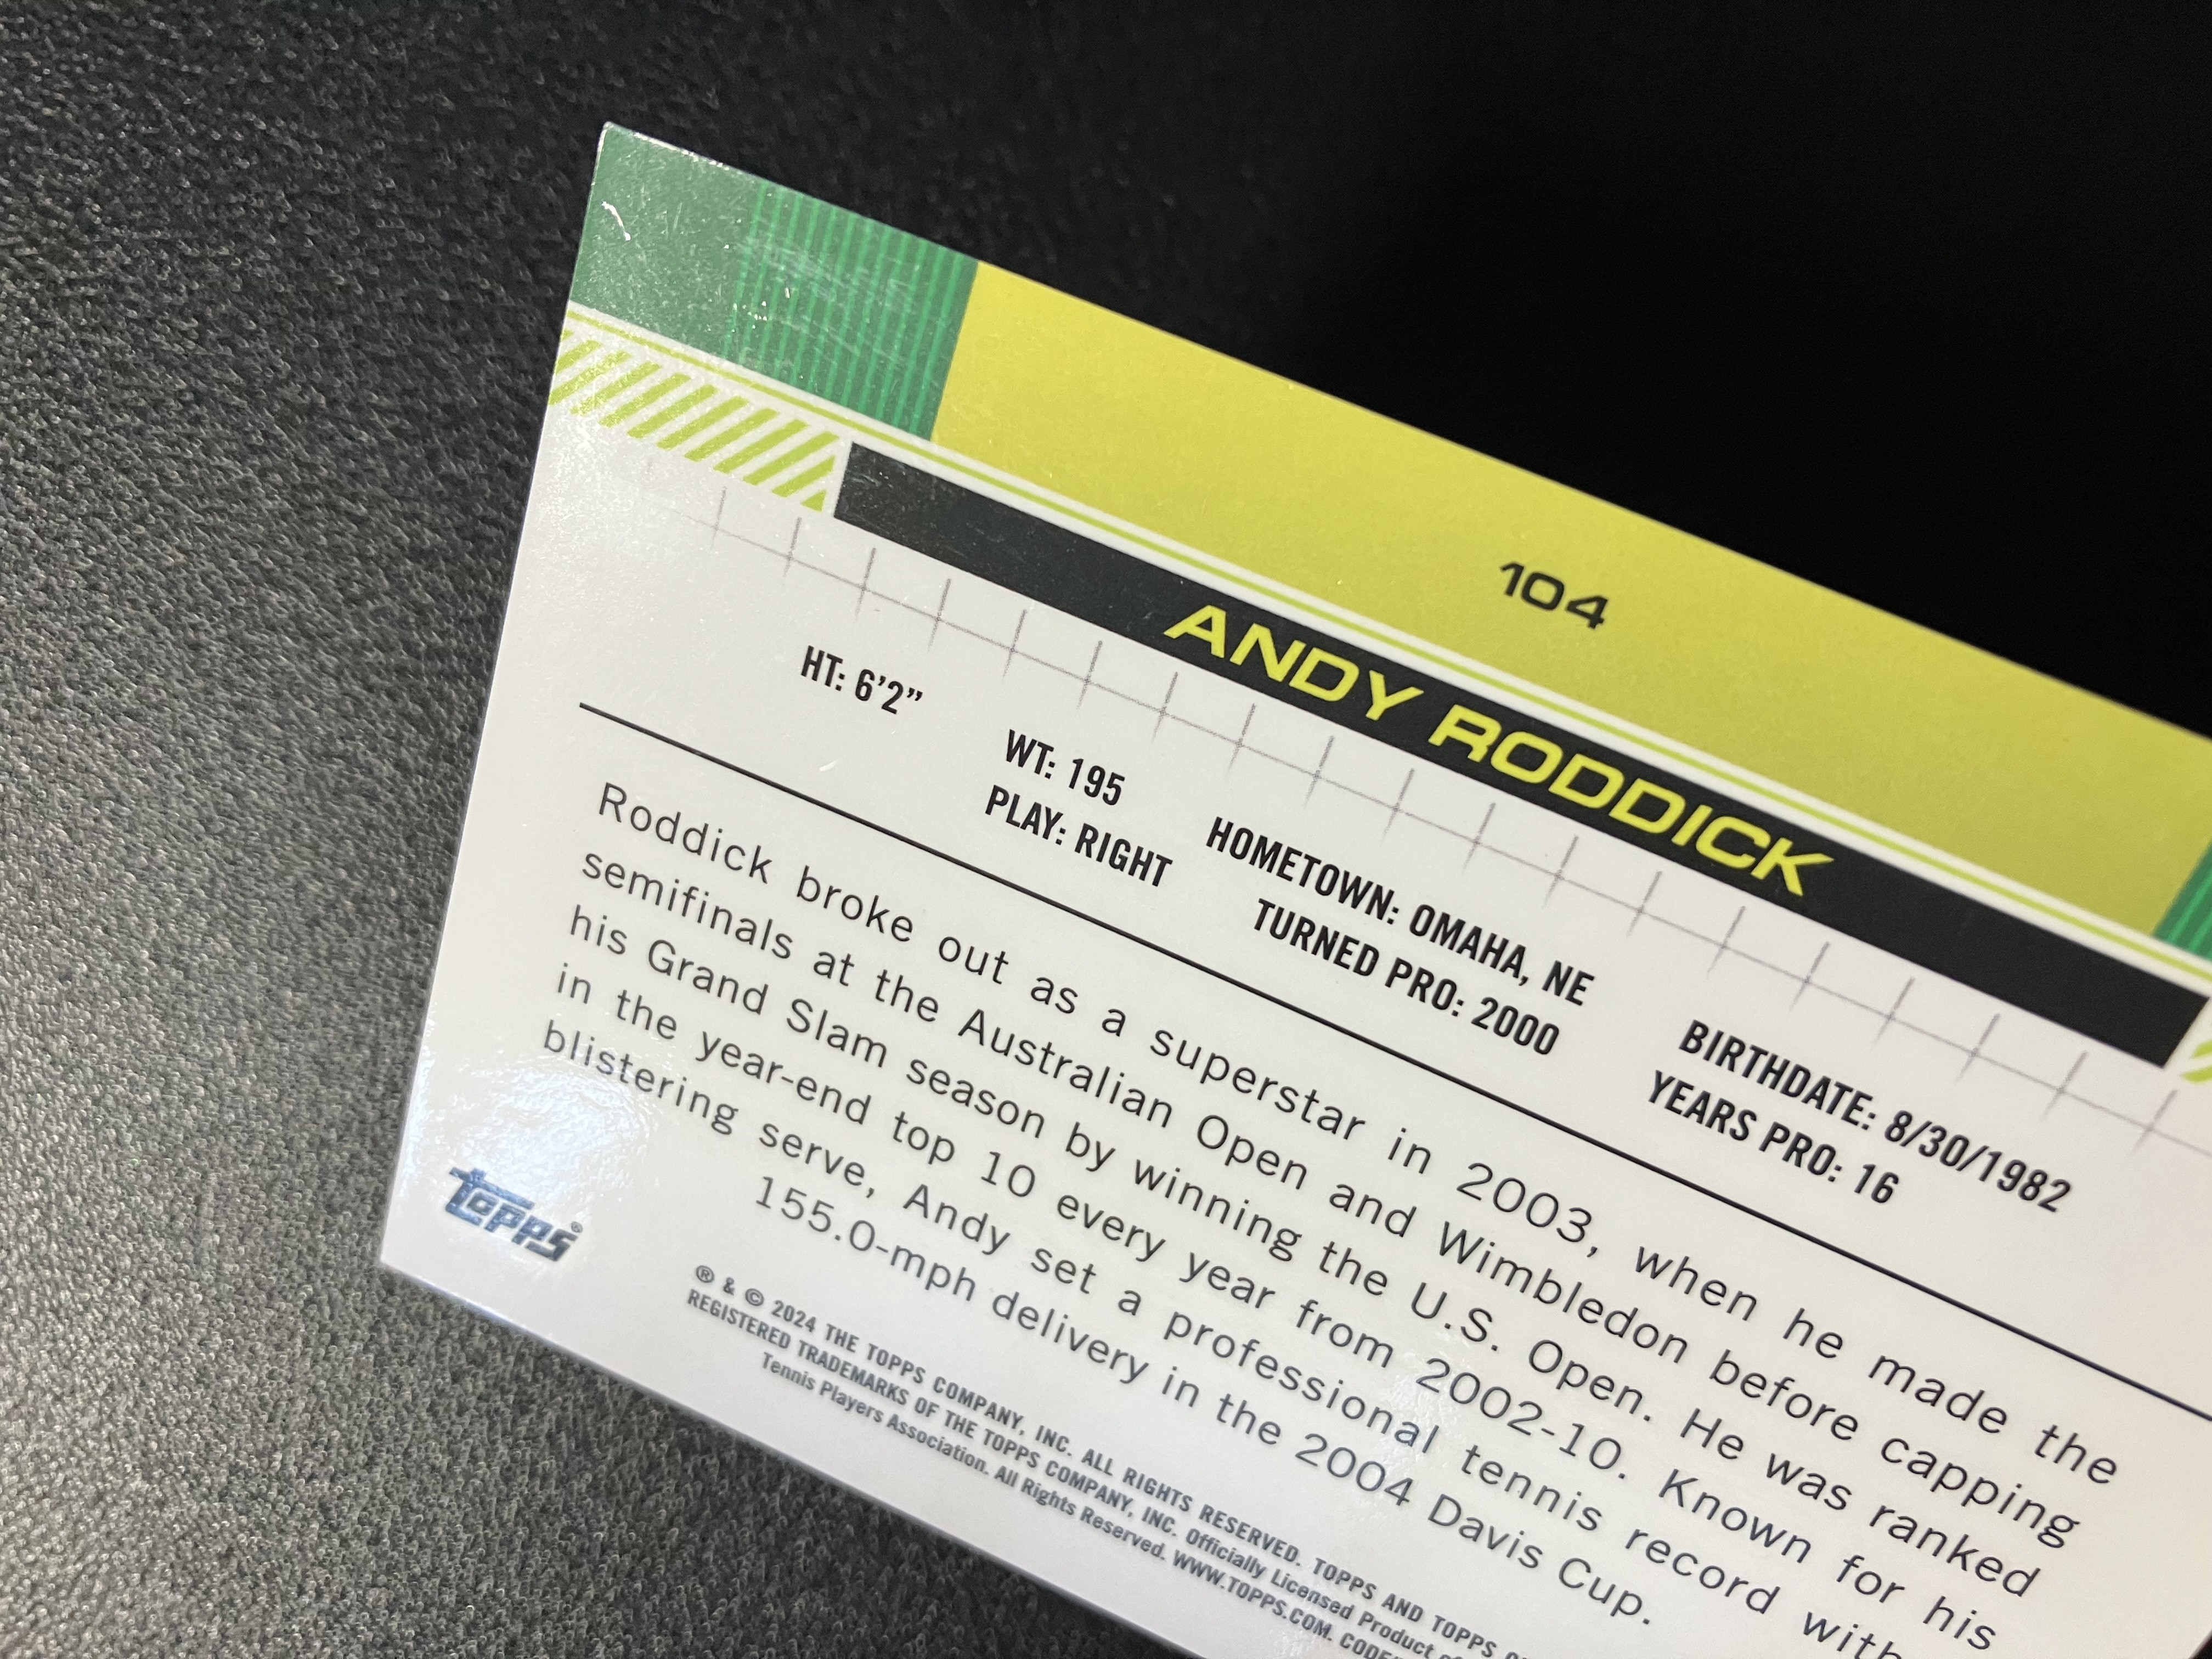 104
ANDY RODDICK
HT: 6'2"
WT: 195
HOMETOWN: OMAHA, NE
BIRTHDATE: 8/30/1982
PLAY: RIGHT
TURNED PRO: 2000
YEARS PRO: 16
Roddick broke out as a superstar in 2003, when he made the
semifinals at the Australian Open and Wimbledon before capping
his Grand Slam season by winning the U.S. Open. He was ranked
in the year-end top 10 every year from 2002-10. Known for his
blistering serve, Andy set a professional tennis record with
155.0-mph delivery in the 2004 Davis Cup.
topps®
® & © 2024 THE TOPPS COMPANY, INC. ALL RIGHTS RESERVED. TOPPS AND TOPPS
REGISTERED TRADEMARKS OF THE TOPPS COMPANY, INC. Officially Licensed Product
Tennis Players Association. All Rights Reserved. WWW.TOPPS.COM.